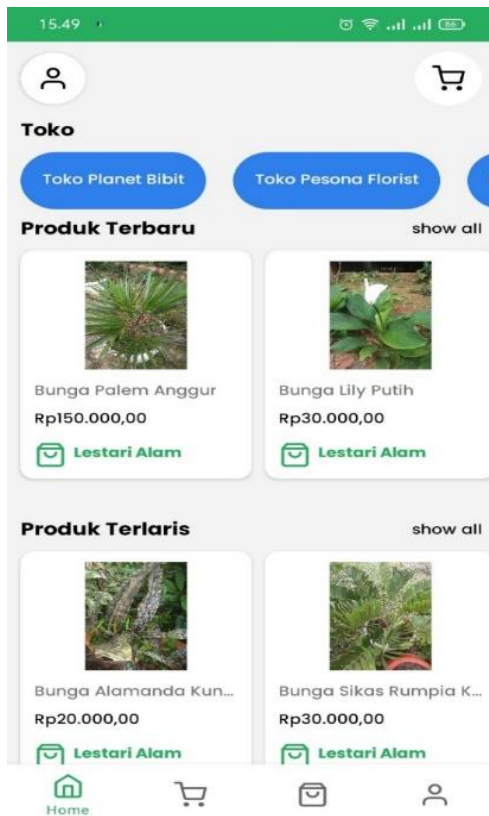 15.49
86
Toko
Toko Planet Bibit
Toko Pesona Florist
Produk Terbaru
show all
Bunga Palem Anggur
Bunga Lily Putih
Rp150.000,00
Rp30.000,00
Lestari Alam
Lestari Alam
Produk Terlaris
show all
Bunga Alamanda Kun...
Bunga Sikas Rumpia K...
Rp20.000,00
Rp30.000,00
Lestari Alam
Lestari Alam
Home